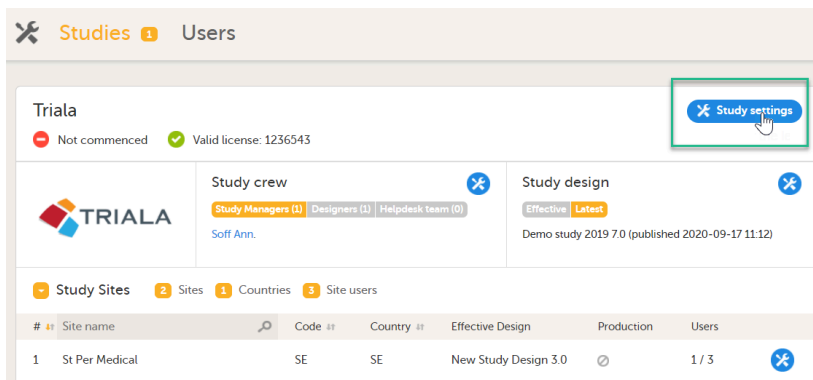 Studies 1 Users
Triala
Study settings
Not commenced Valid license: 1236543
TRIALA
Study crew
Study Managers (1) Designers (1) Helpdesk team (0)
Soff Ann.
Study design
Effective Latest
Demo study 2019 7.0 (published 2020-09-17 11:12)
Study Sites 2 Sites 1 Countries 3 Site users
# Site name Code Country Effective Design Production Users
1 St Per Medical SE SE New Study Design 3.0 1 / 3